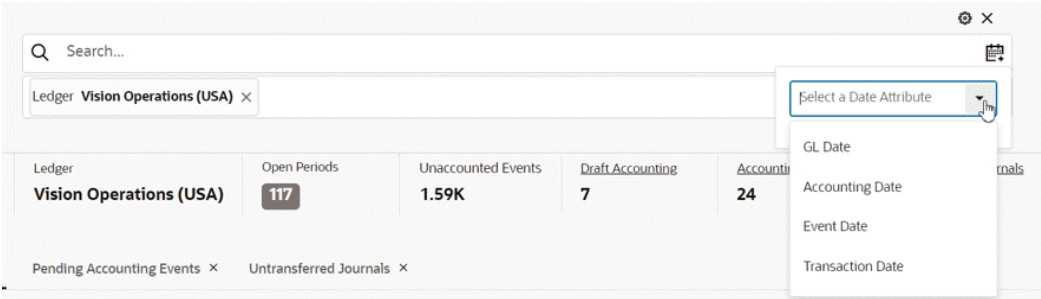 Search...
Ledger Vision Operations (USA) ×
Select a Date Attribute
GL Date
Accounting Date
Event Date
Transaction Date
Ledger
Vision Operations (USA)
Open Periods
117
Unaccounted Events
1.59K
Draft Accounting
7
24
Pending Accounting Events ×
Untransferred Journals ×